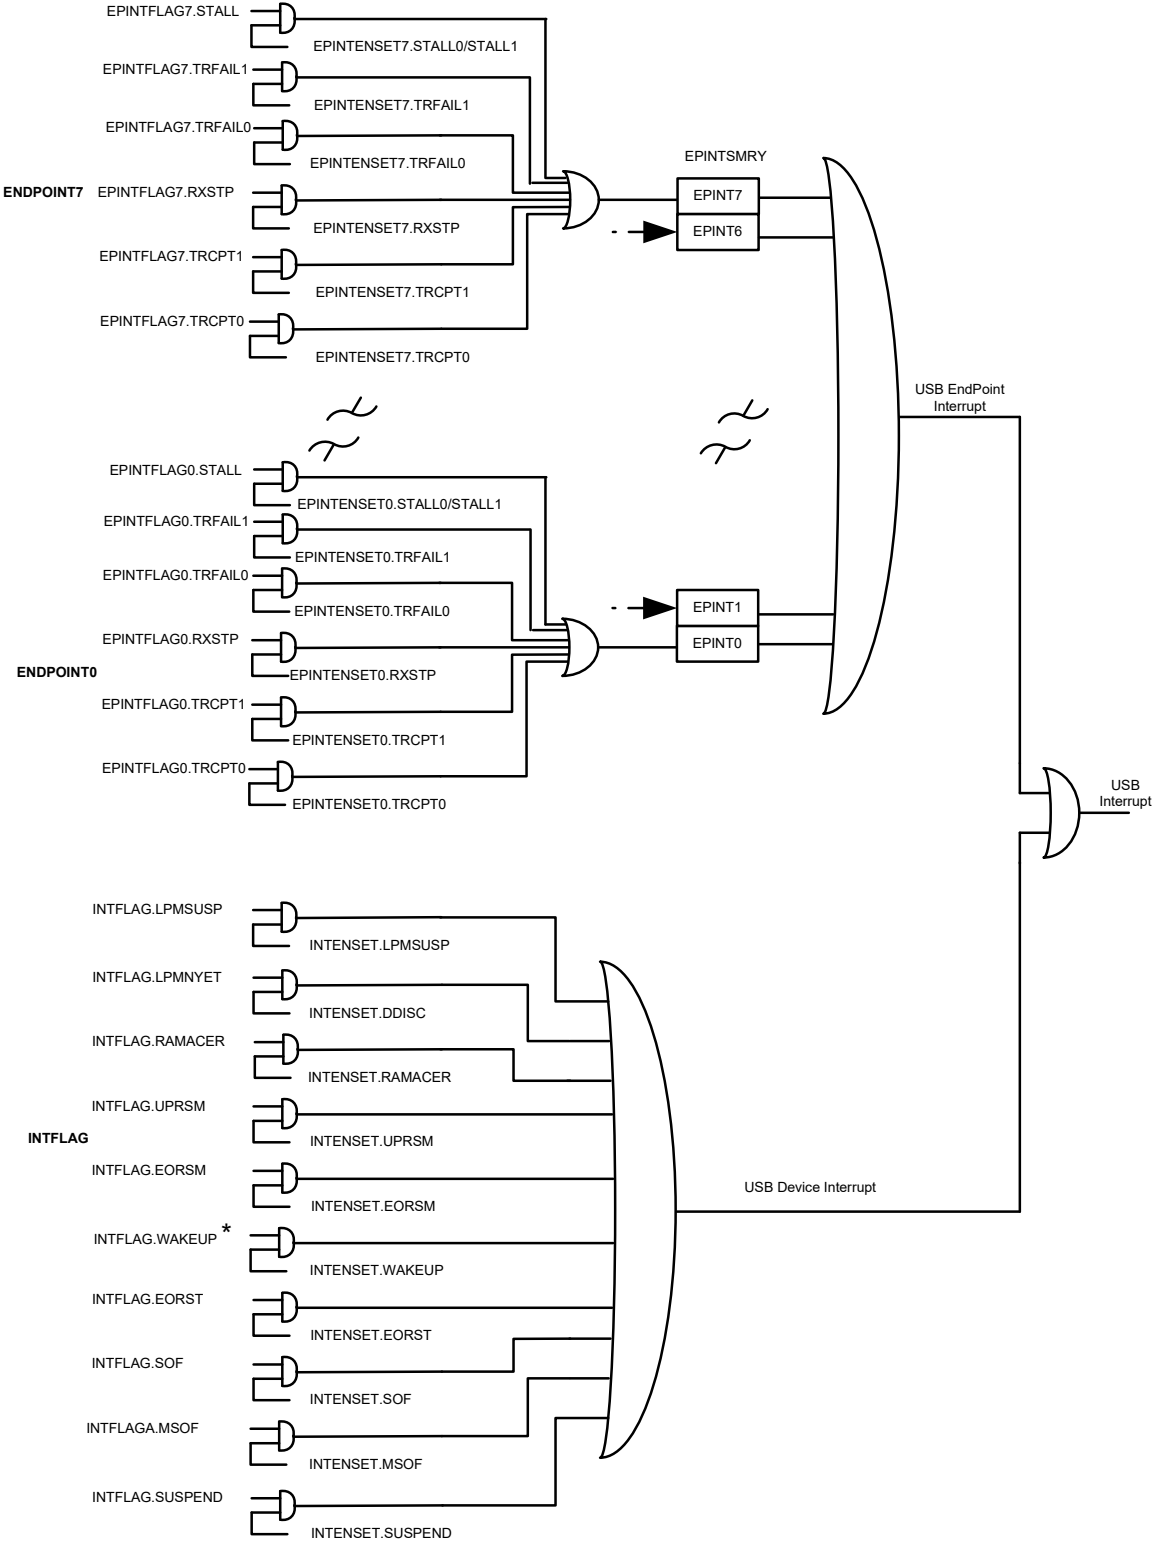 EPINTFLAG7.STALL
EPINTENSET7.STALL0/STALL1
EPINTFLAG7.TRFAIL1
EPINTENSET7.TRFAIL1
EPINTFLAG7.TRFAIL0
EPINTENSET7.TRFAIL0
EPINTSMRY
ENDPOINT7
EPINTFLAG7.RXSTP
EPINT7
EPINTENSET7.RXSTP
EPINT6
EPINTFLAG7.TRCPT1
EPINTENSET7.TRCPT1
EPINTFLAG7.TRCPT0
EPINTENSET7.TRCPT0
USB EndPoint
Interrupt
EPINTFLAG0.STALL
EPINTENSET0.STALL0/STALL1
EPINTFLAG0.TRFAIL1
EPINTENSET0.TRFAIL1
EPINTFLAG0.TRFAIL0
EPINTENSET0.TRFAIL0
EPINT1
EPINTFLAG0.RXSTP
EPINT0
ENDPOINT0
EPINTENSET0.RXSTP
EPINTFLAG0.TRCPT1
EPINTENSET0.TRCPT1
EPINTFLAG0.TRCPT0
EPINTENSET0.TRCPT0
USB
Interrupt
INTFLAG.LPMSUSP
INTENSET.LPMSUSP
INTFLAG.LPMNYET
INTENSET.DDISC
INTFLAG.RAMACER
INTENSET.RAMACER
INTFLAG.UPRSM
INTFLAG
INTENSET.UPRSM
INTFLAG.EORSM
USB Device Interrupt
INTENSET.EORSM
INTFLAG.WAKEUP *
INTENSET.WAKEUP
INTFLAG.EORST
INTENSET.EORST
INTFLAG.SOF
INTENSET.SOF
INTFLAGA.MSOF
INTENSET.MSOF
INTFLAG.SUSPEND
INTENSET.SUSPEND